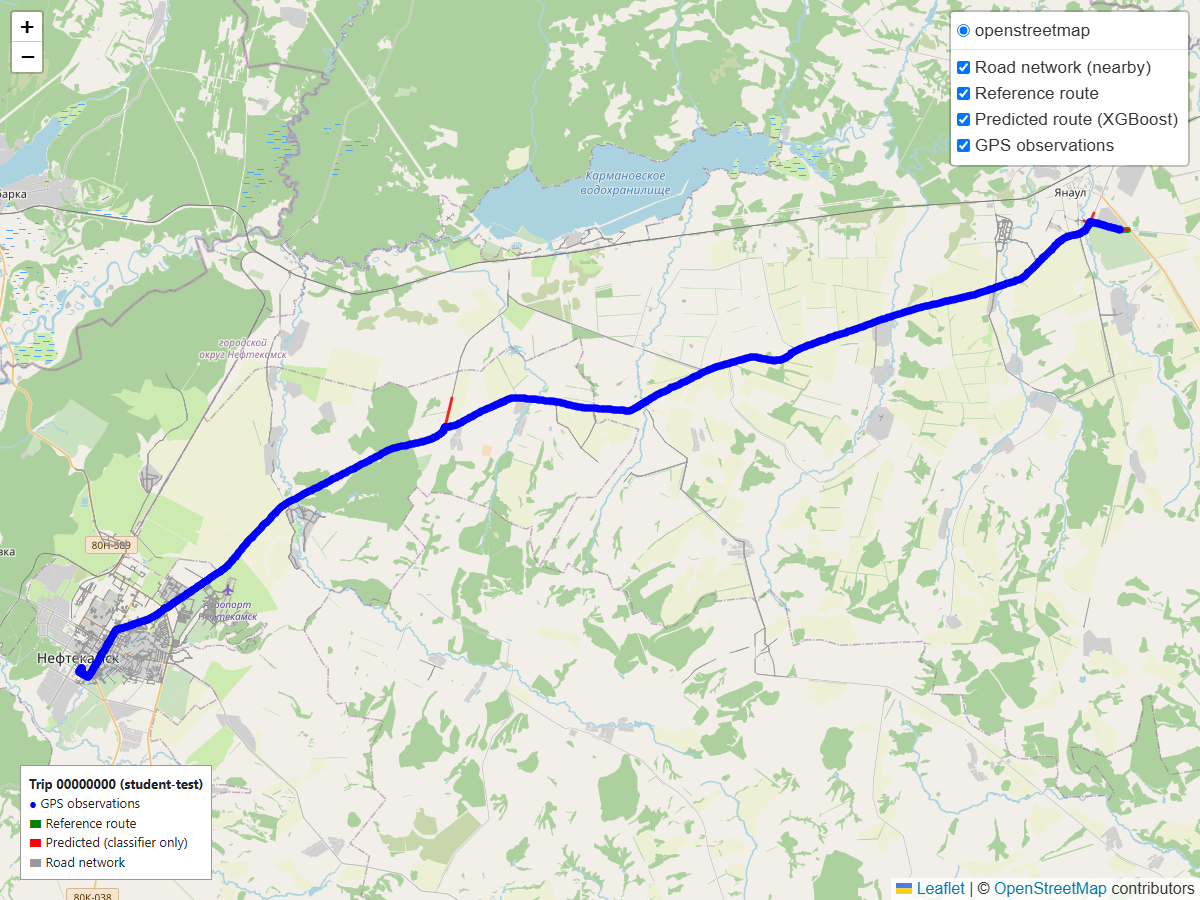 +
−
openstreetmap
Road network (nearby)
Reference route
Predicted route (XGBoost)
GPS observations
Кармановское
водохранилище
Янаул
городской
округ Нефтекамск
80Н-589
Аэропорт
Нефтекамск
Нефтекамск
Trip 00000000 (student-test)
GPS observations
Reference route
Predicted (classifier only)
Road network
80К-038
Leaflet | © OpenStreetMap contributors